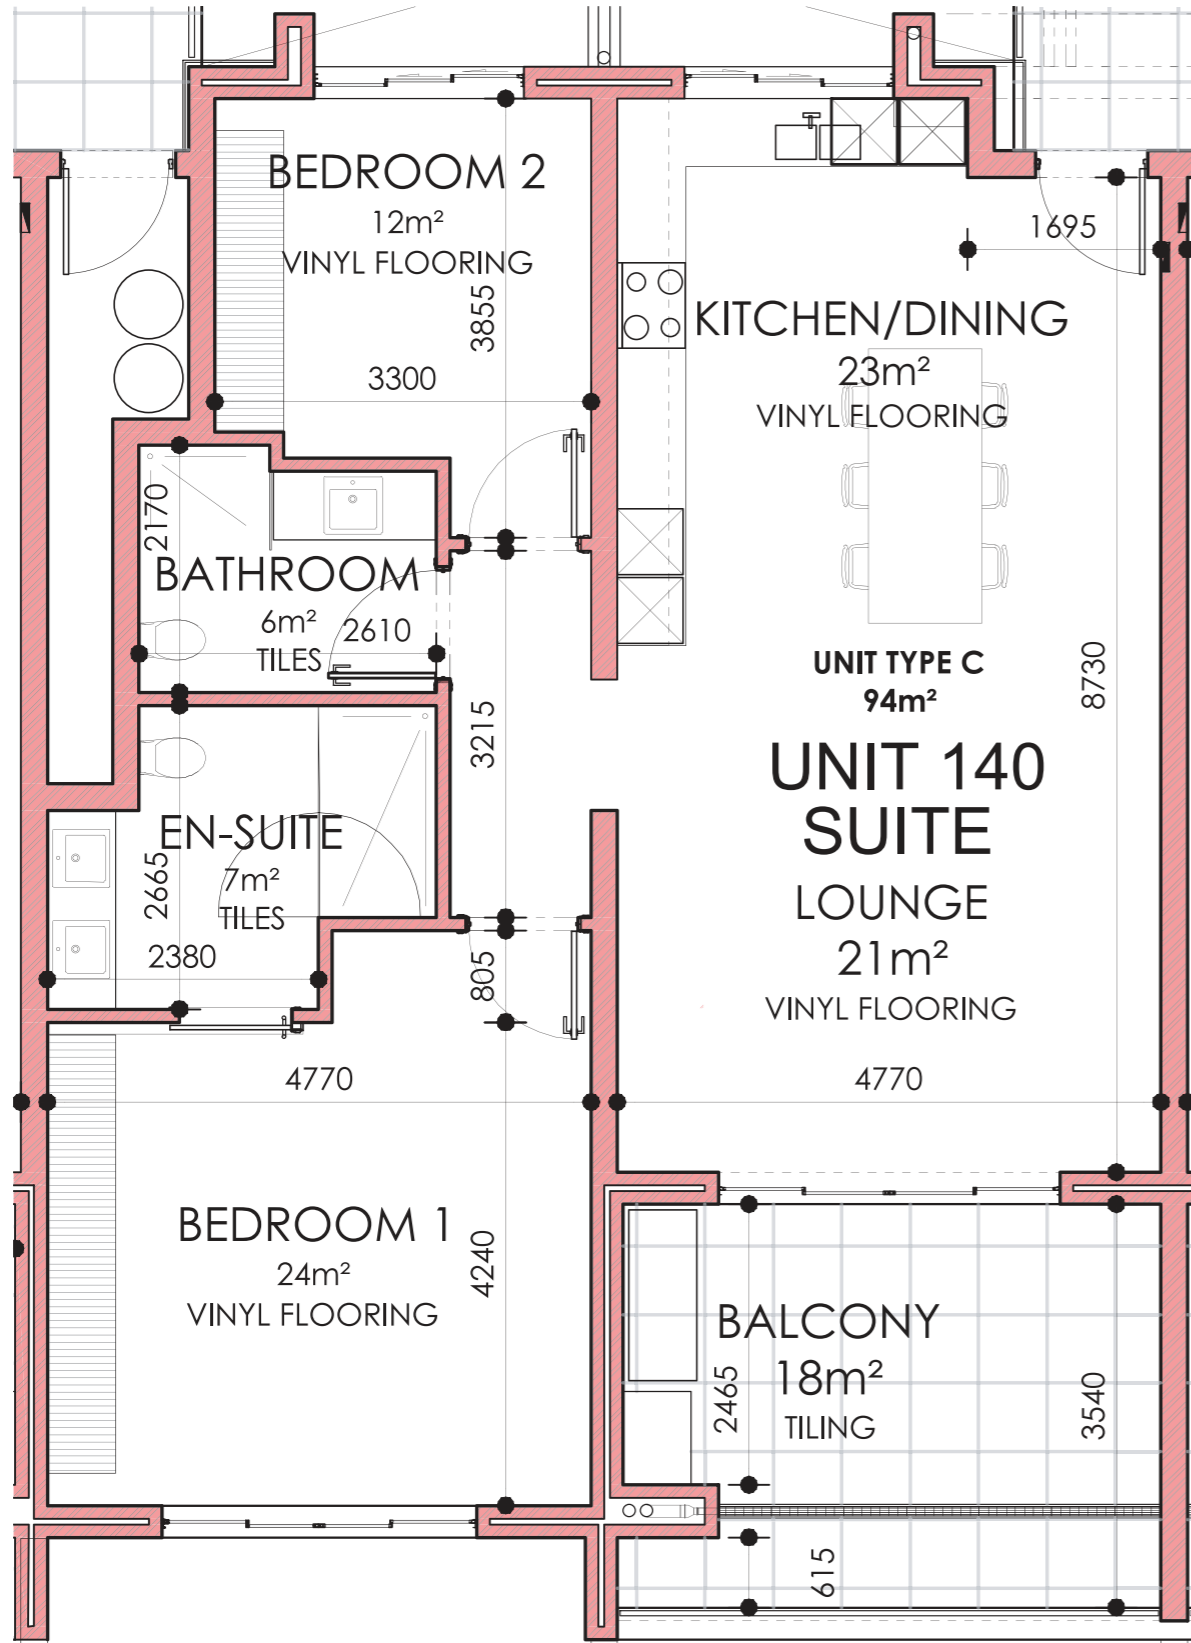 BEDROOM 2
12m²
VINYL FLOORING
3855
3300
1695
KITCHEN/DINING
23m²
VINYL FLOORING
2170
BATHROOM
6m²
TILES
2610
UNIT TYPE C
94m²
8730
3215
UNIT 140
SUITE
EN-SUITE
7m²
TILES
2665
2380
LOUNGE
21m²
VINYL FLOORING
805
4770
4770
BEDROOM 1
24m²
VINYL FLOORING
4240
BALCONY
18m²
TILING
2465
3540
615